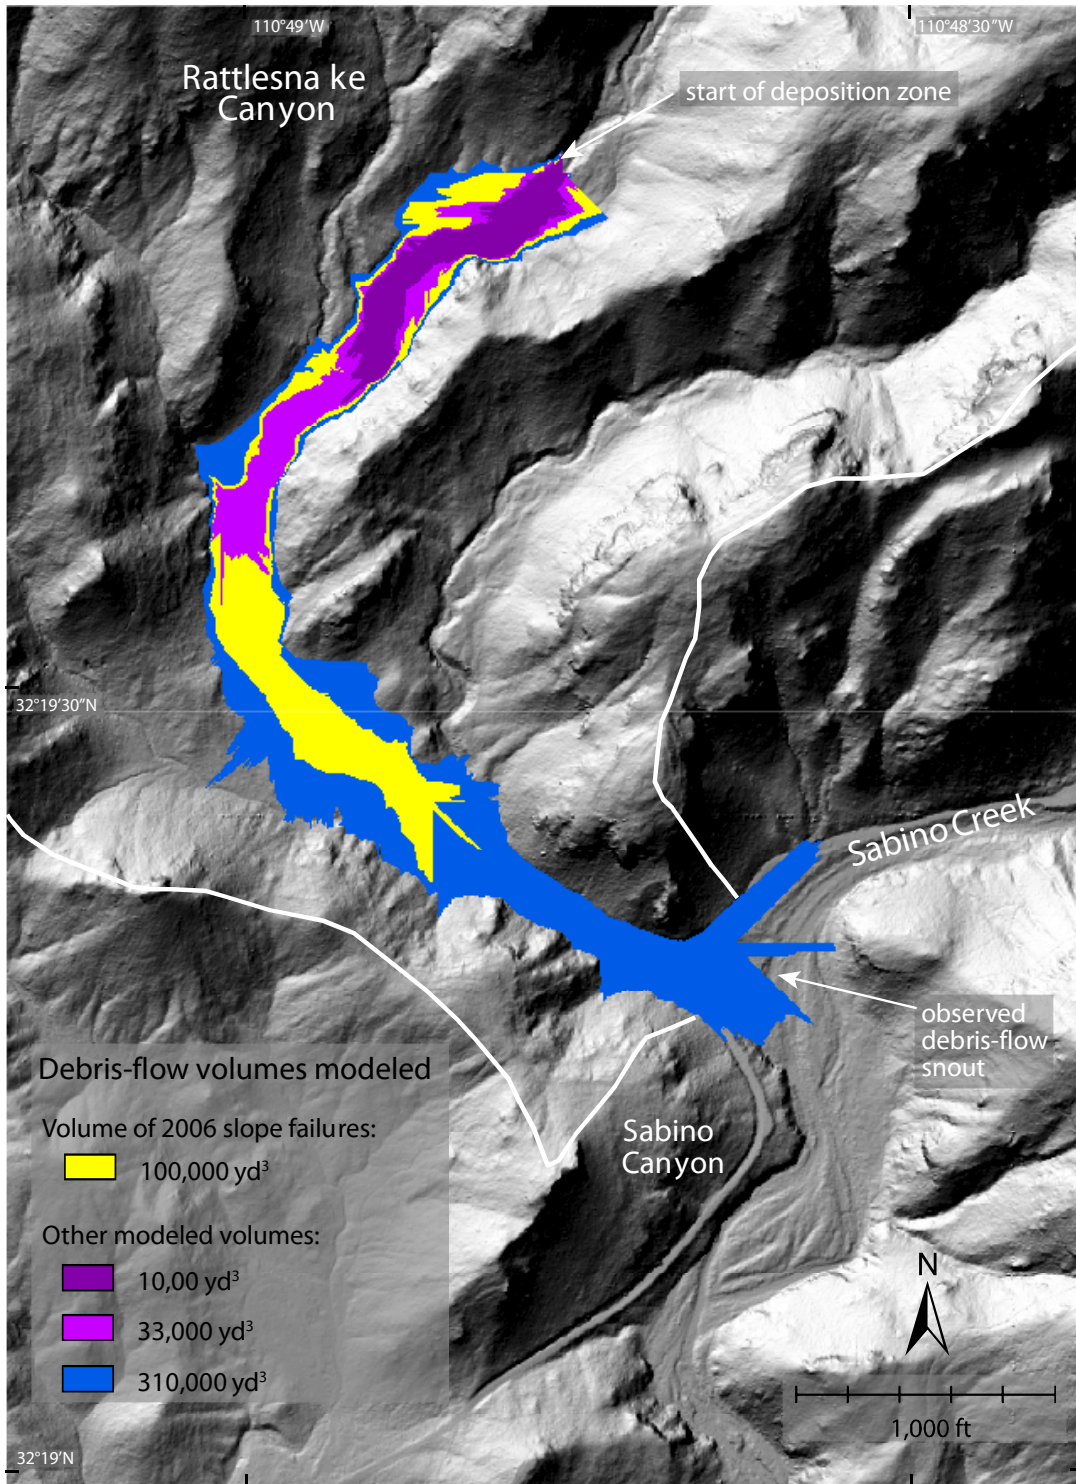 110°49′W
110°48′30″W
Rattlesna ke
Canyon
start of deposition zone
32°19′30″N
Sabino Creek
observed
debris-flow
snout
Debris-flow volumes modeled
Volume of 2006 slope failures:
100,000 yd³
Other modeled volumes:
10,00 yd³
33,000 yd³
310,000 yd³
Sabino
Canyon
N
1,000 ft
32°19′N